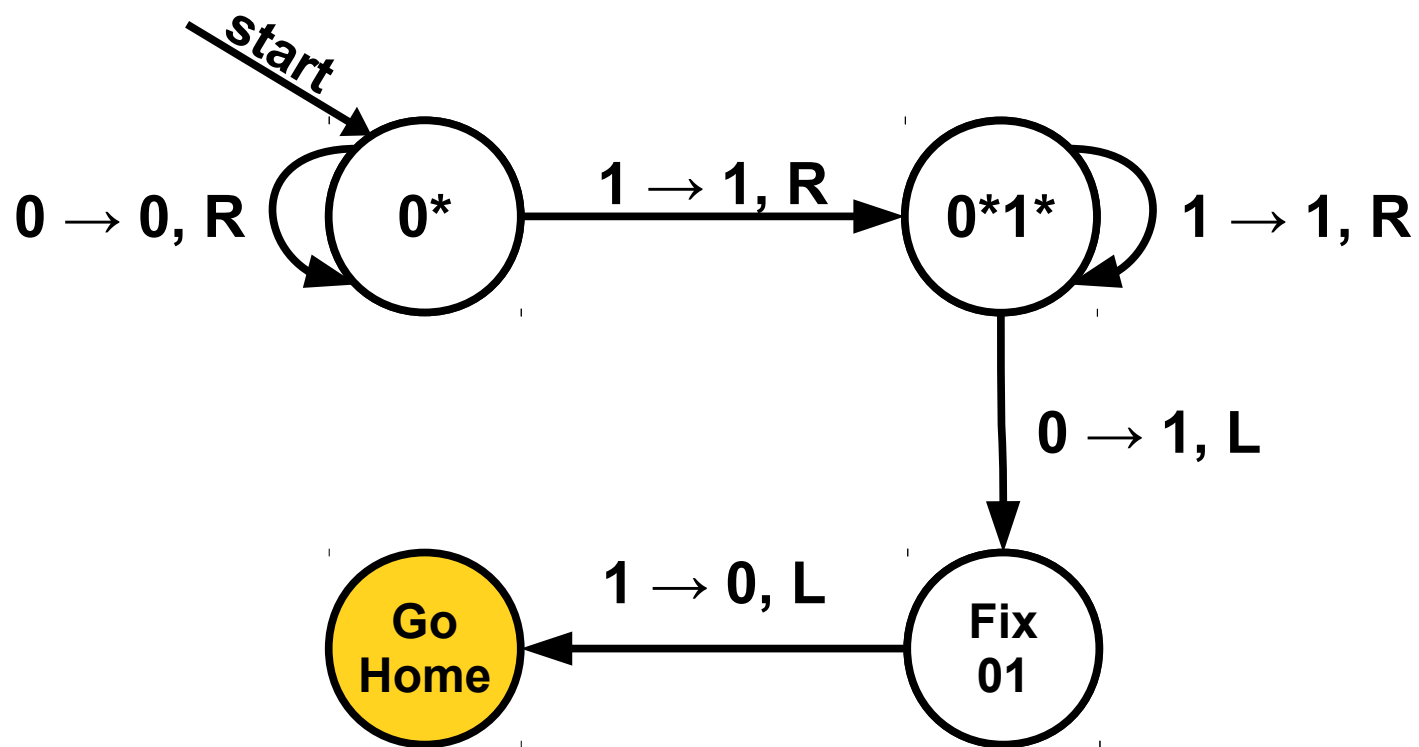 start
0 → 0, R
0*
1 → 1, R
0*1*
1 → 1, R
0 → 1, L
1 → 0, L
Go
Home
Fix
01